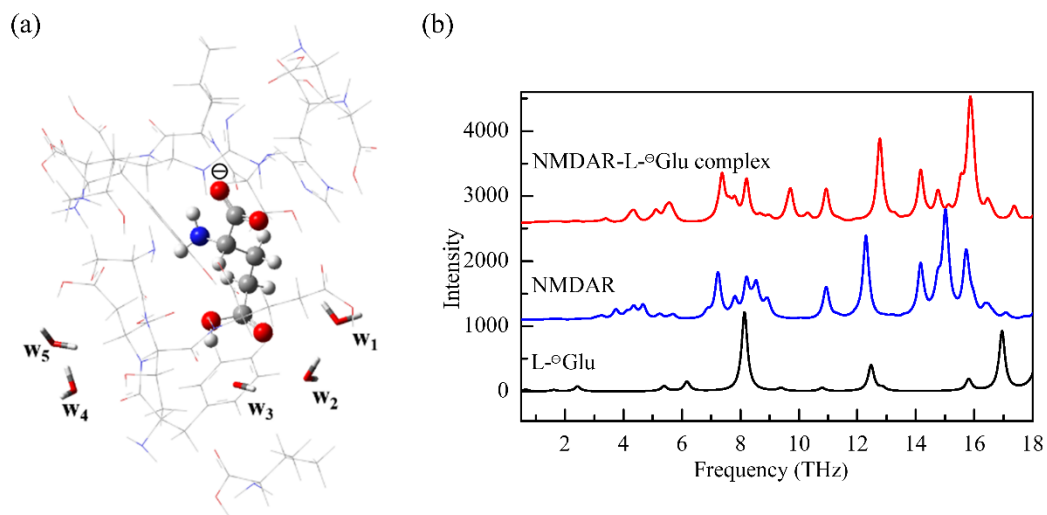 (a)
(b)
⊖
w₁
w₂
w₃
w₄
w₅
Intensity
4000
3000
2000
1000
0
NMDAR-L-⊖Glu complex
NMDAR
L-⊖Glu
2 4 6 8 10 12 14 16 18
Frequency (THz)